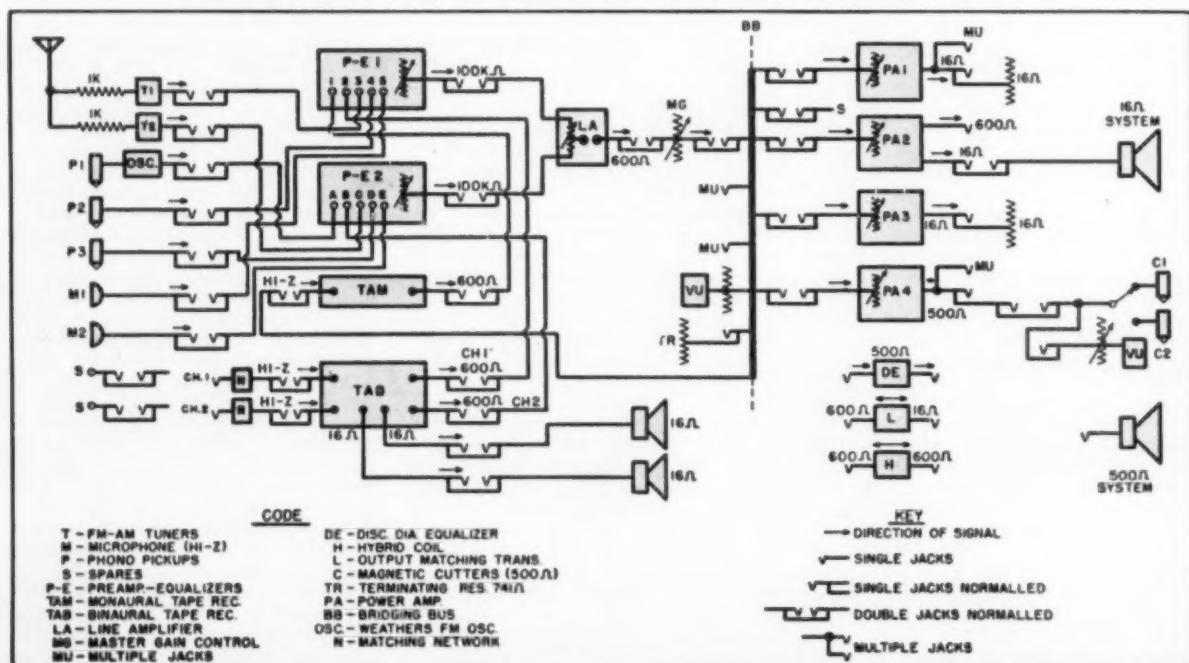 BB
MU
P-E 1
1 2 3 4 5
1K
T1
100KΩ
16Ω
PA1
16Ω
1K
T2
LA
MG
S
16Ω
SYSTEM
P1
OSC.
600Ω
PA2
600Ω
16Ω
P-E2
A B C D E
100KΩ
P2
MU
P3
PA3
16Ω
16Ω
M1
HI-Z
TAM
600Ω
MU
MU
C1
M2
VU
PA4
500Ω
TR
VU
C2
S
CH.1
N
HI-Z
CH1
600Ω
500Ω
DE
S
CH.2
N
HI-Z
TAB
600Ω
CH2
600Ω
L
16Ω
16Ω
16Ω
16Ω
600Ω
H
600Ω
16Ω
500Ω
SYSTEM
CODE
T - FM-AM TUNERS
M - MICROPHONE (HI-Z)
P - PHONO PICKUPS
S - SPARES
P-E - PREAMP.-EQUALIZERS
TAM - MONAURAL TAPE REC.
TAB - BINAURAL TAPE REC.
LA - LINE AMPLIFIER
MG - MASTER GAIN CONTROL
MU - MULTIPLE JACKS
DE - DISC. DIA. EQUALIZER
H - HYBRID COIL
L - OUTPUT MATCHING TRANS.
C - MAGNETIC CUTTERS (500Ω)
TR - TERMINATING RES. 741Ω
PA - POWER AMP.
BB - BRIDGING BUS
OSC. - WEATHERS FM OSC.
N - MATCHING NETWORK
KEY
DIRECTION OF SIGNAL
SINGLE JACKS
SINGLE JACKS NORMALLED
DOUBLE JACKS NORMALLED
MULTIPLE JACKS